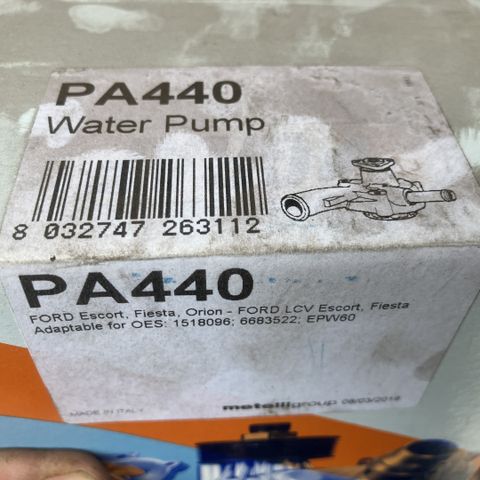 PA440
Water Pump
8 032747 263112
PA440
FORD Escort, Fiesta, Orion - FORD LCV Escort, Fiesta
Adaptable for OES: 1518096; 6683522; EPW60
MADE IN ITALY
metelligroup 08/03/2018